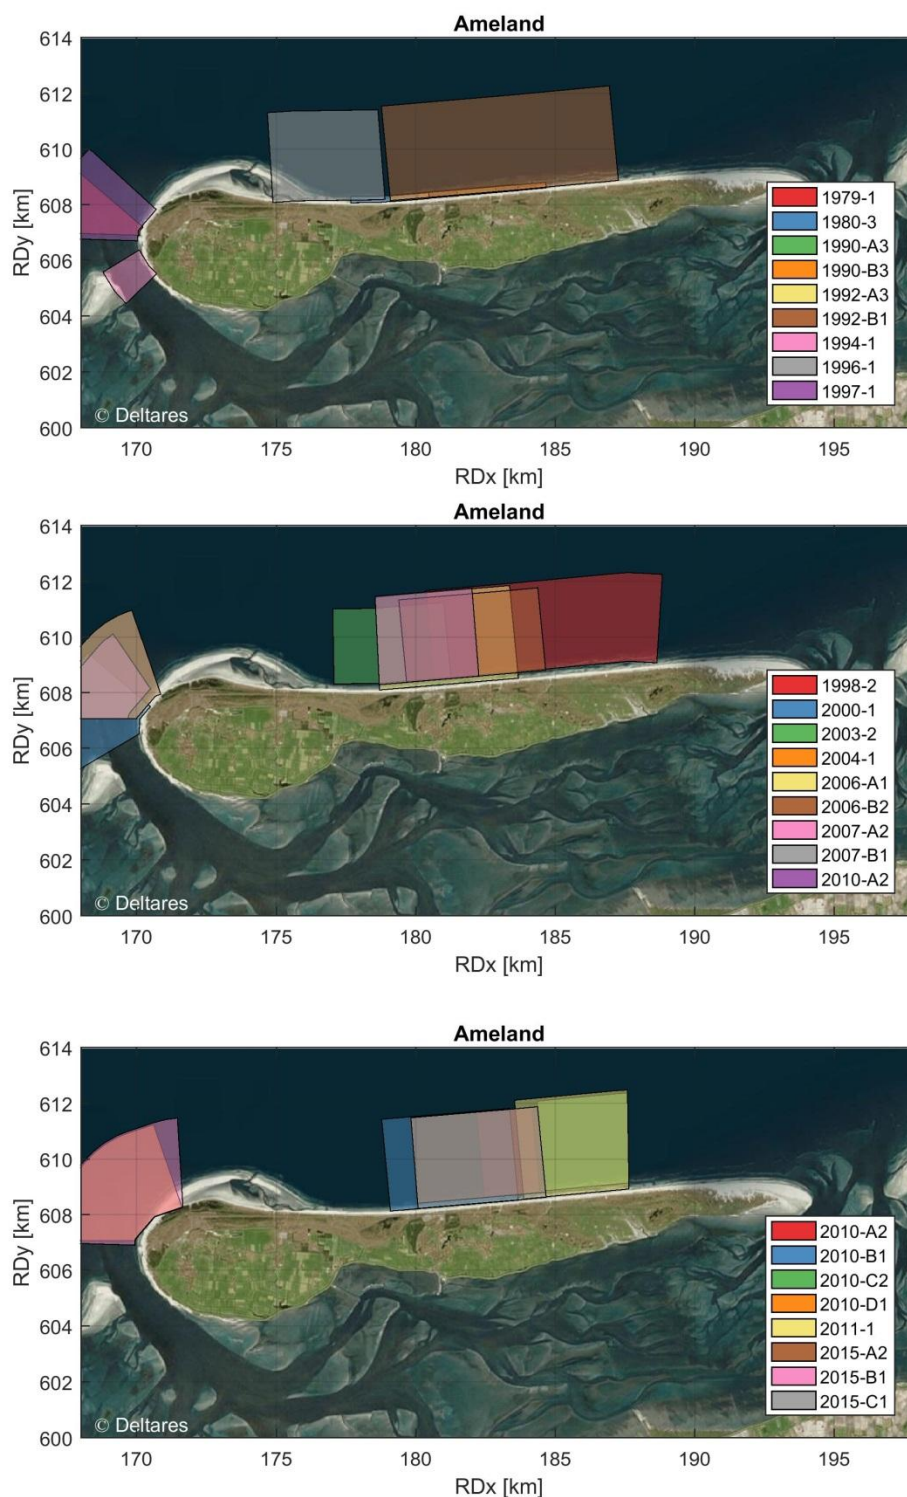 Ameland
614
612
610
608
606
604
602
600
RDy [km]
170 175 180 185 190 195
RDx [km]
1979-1
1980-3
1990-A3
1990-B3
1992-A3
1992-B1
1994-1
1996-1
1997-1
© Deltares
Ameland
614
612
610
608
606
604
602
600
RDy [km]
170 175 180 185 190 195
RDx [km]
1998-2
2000-1
2003-2
2004-1
2006-A1
2006-B2
2007-A2
2007-B1
2010-A2
© Deltares
Ameland
614
612
610
608
606
604
602
600
RDy [km]
170 175 180 185 190 195
RDx [km]
2010-A2
2010-B1
2010-C2
2010-D1
2011-1
2015-A2
2015-B1
2015-C1
© Deltares